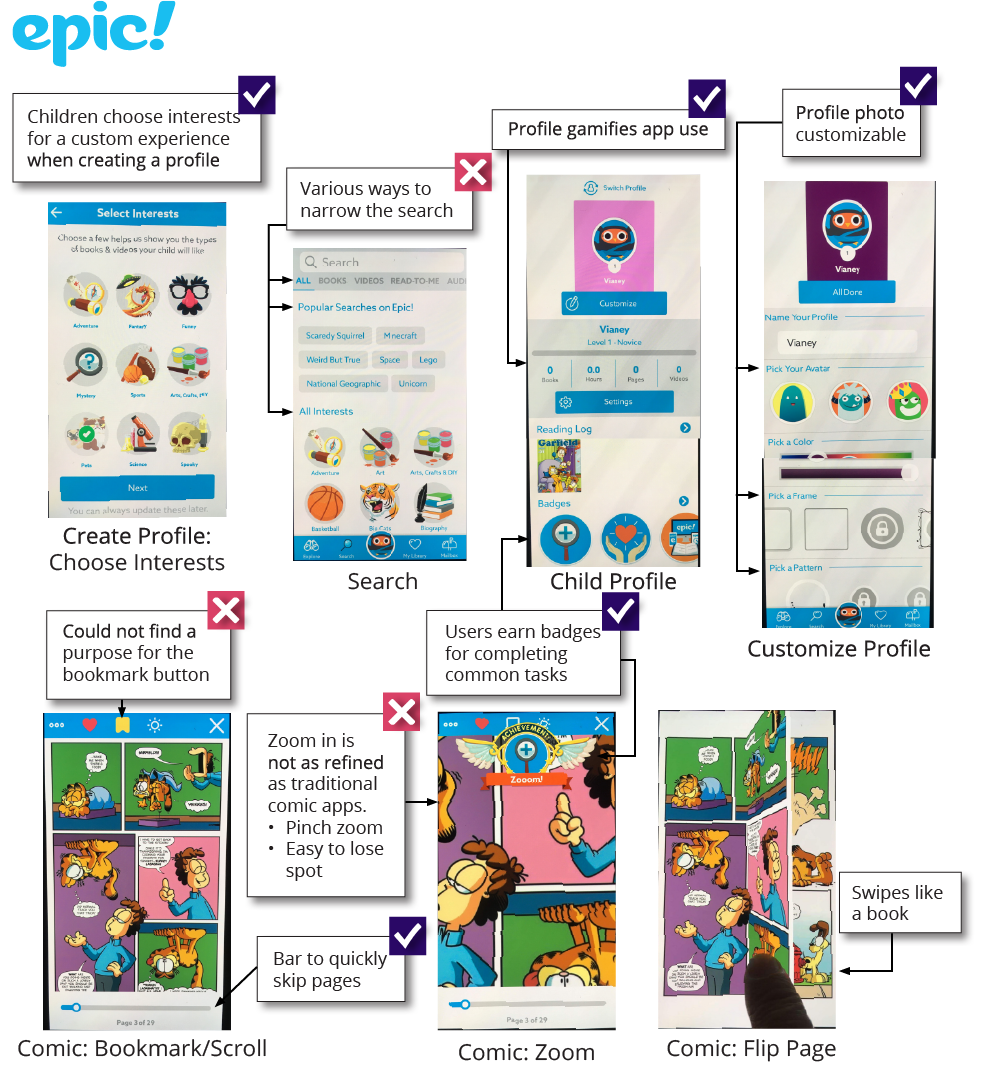 epic!
Children choose interests
for a custom experience
when creating a profile
Various ways to
narrow the search
Profile gamifies app use
Profile photo
customizable
Select Interests
Choose a few helps us show you the types
of books & videos your child will like
Adventure
Fantasy
Funny
Mystery
Sports
Arts, Crafts, DIY
Pets
Science
Spooky
Next
You can always update these later.
Create Profile:
Choose Interests
Search
ALL BOOKS VIDEOS READ-TO-ME AUD
Popular Searches on Epic!
Scaredy Squirrel
Minecraft
Weird But True
Space
Lego
National Geographic
Unicorn
All Interests
Adventure
Art
Arts, Crafts & DIY
Basketball
Big Cats
Biography
Explore
Search
My Library
Mailbox
Search
Switch Profile
1
Vianey
Customize
Vianey
Level 1 - Novice
0
0.0
0
0
Books
Hours
Pages
Videos
Settings
Reading Log
Garfield
Badges
epic!
Child Profile
1
Vianey
All Done
Name Your Profile
Vianey
Pick Your Avatar
Pick a Color
Pick a Frame
Pick a Pattern
Explore
Search
My Library
Mailbox
Customize Profile
Could not find a
purpose for the
bookmark button
Users earn badges
for completing
common tasks
Zoom in is
not as refined
as traditional
comic apps.
• Pinch zoom
• Easy to lose
spot
Bar to quickly
skip pages
Page 3 of 29
Comic: Bookmark/Scroll
ACHIEVEMENT!
Zooom!
Page 3 of 29
Comic: Zoom
Swipes like
a book
Comic: Flip Page